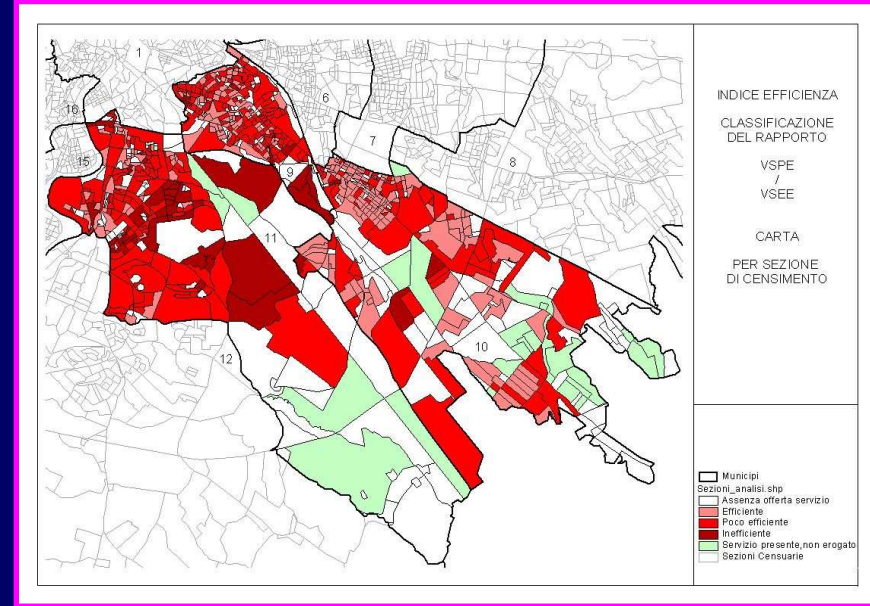 1
16
6
7
15
8
9
11
12
10
INDICE EFFICIENZA
CLASSIFICAZIONE
DEL RAPPORTO
VSPE
/
VSEE
CARTA
PER SEZIONE
DI CENSIMENTO
Municipi
Sezioni_analisi.shp
Assenza offerta servizio
Efficiente
Poco efficiente
Inefficiente
Servizio presente,non erogato
Sezioni Censuarie